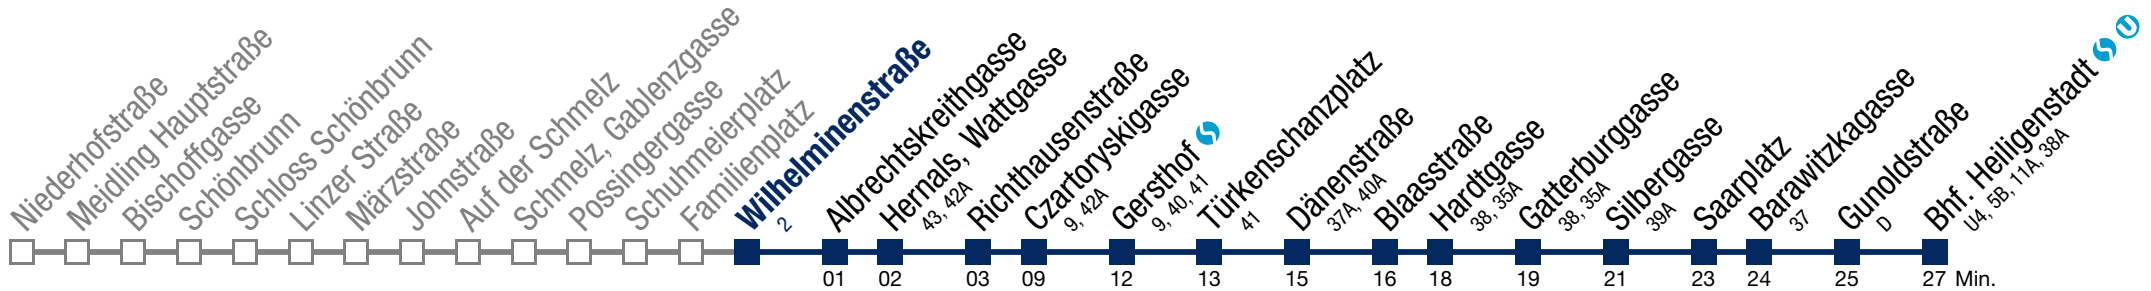 Niederhofstraße
Meidling Hauptstraße
Bischoffgasse
Schönbrunn
Schloss Schönbrunn
Linzer Straße
Märzstraße
Johnstraße
Auf der Schmelz
Schmelz, Gablenzgasse
Possingergasse
Schuhmeierplatz
Familienplatz
Wilhelminenstraße
2
Albrechtskreithgasse
Hernals, Wattgasse
43, 42A
Richthausenstraße
Czartoryskigasse
9, 42A
Gersthof S
9, 40, 41
Türkenschanzplatz
41
Dänenstraße
37A, 40A
Blaasstraße
Hardtgasse
38, 35A
Gatterburggasse
38, 35A
Silbergasse
39A
Saarplatz
Barawitzkagasse
37
Gunoldstraße
D
Bhf. Heiligenstadt S U
U4, 5B, 11A, 38A
01 02 03 09 12 13 15 16 18 19 21 23 24 25 27 Min.